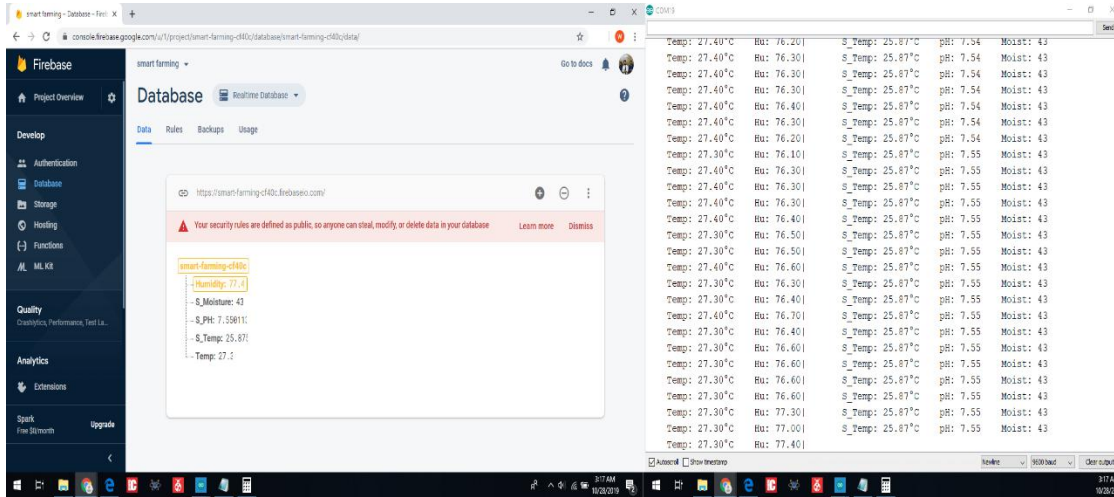 smart farming – Database – Fireb
console.firebase.google.com/u/1/project/smart-farming-cf40c/database/smart-farming-cf40c/data/
Firebase
Project Overview
Develop
Authentication
Database
Storage
Hosting
Functions
ML Kit
Quality
Crashlytics, Performance, Test La...
Analytics
Extensions
Spark
Free $0/month
Upgrade
smart farming
Go to docs
Database
Realtime Database
Data Rules Backups Usage
https://smart-farming-cf40c.firebaseio.com/
Your security rules are defined as public, so anyone can steal, modify, or delete data in your database
Learn more Dismiss
smart-farming-cf40c
Humidity: 77.4
S_Moisture: 43
S_PH: 7.55011
S_Temp: 25.87
Temp: 27.3
3:17 AM
10/28/2019
COM19
Send
Temp: 27.40°C Hu: 76.20| S_Temp: 25.87°C pH: 7.54 Moist: 43
Temp: 27.40°C Hu: 76.30| S_Temp: 25.87°C pH: 7.54 Moist: 43
Temp: 27.40°C Hu: 76.30| S_Temp: 25.87°C pH: 7.54 Moist: 43
Temp: 27.40°C Hu: 76.30| S_Temp: 25.87°C pH: 7.54 Moist: 43
Temp: 27.40°C Hu: 76.40| S_Temp: 25.87°C pH: 7.54 Moist: 43
Temp: 27.40°C Hu: 76.30| S_Temp: 25.87°C pH: 7.54 Moist: 43
Temp: 27.40°C Hu: 76.20| S_Temp: 25.87°C pH: 7.54 Moist: 43
Temp: 27.30°C Hu: 76.10| S_Temp: 25.87°C pH: 7.55 Moist: 43
Temp: 27.40°C Hu: 76.30| S_Temp: 25.87°C pH: 7.55 Moist: 43
Temp: 27.40°C Hu: 76.30| S_Temp: 25.87°C pH: 7.55 Moist: 43
Temp: 27.40°C Hu: 76.30| S_Temp: 25.87°C pH: 7.55 Moist: 43
Temp: 27.40°C Hu: 76.40| S_Temp: 25.87°C pH: 7.55 Moist: 43
Temp: 27.30°C Hu: 76.50| S_Temp: 25.87°C pH: 7.55 Moist: 43
Temp: 27.30°C Hu: 76.50| S_Temp: 25.87°C pH: 7.55 Moist: 43
Temp: 27.40°C Hu: 76.60| S_Temp: 25.87°C pH: 7.55 Moist: 43
Temp: 27.30°C Hu: 76.30| S_Temp: 25.87°C pH: 7.55 Moist: 43
Temp: 27.30°C Hu: 76.40| S_Temp: 25.87°C pH: 7.55 Moist: 43
Temp: 27.40°C Hu: 76.70| S_Temp: 25.87°C pH: 7.55 Moist: 43
Temp: 27.30°C Hu: 76.40| S_Temp: 25.87°C pH: 7.55 Moist: 43
Temp: 27.30°C Hu: 76.60| S_Temp: 25.87°C pH: 7.55 Moist: 43
Temp: 27.30°C Hu: 76.60| S_Temp: 25.87°C pH: 7.55 Moist: 43
Temp: 27.30°C Hu: 76.60| S_Temp: 25.87°C pH: 7.55 Moist: 43
Temp: 27.30°C Hu: 76.60| S_Temp: 25.87°C pH: 7.55 Moist: 43
Temp: 27.30°C Hu: 77.30| S_Temp: 25.87°C pH: 7.55 Moist: 43
Temp: 27.30°C Hu: 77.00| S_Temp: 25.87°C pH: 7.55 Moist: 43
Temp: 27.30°C Hu: 77.40|
Autoscroll Show timestamp
Newline 9600 baud Clear output